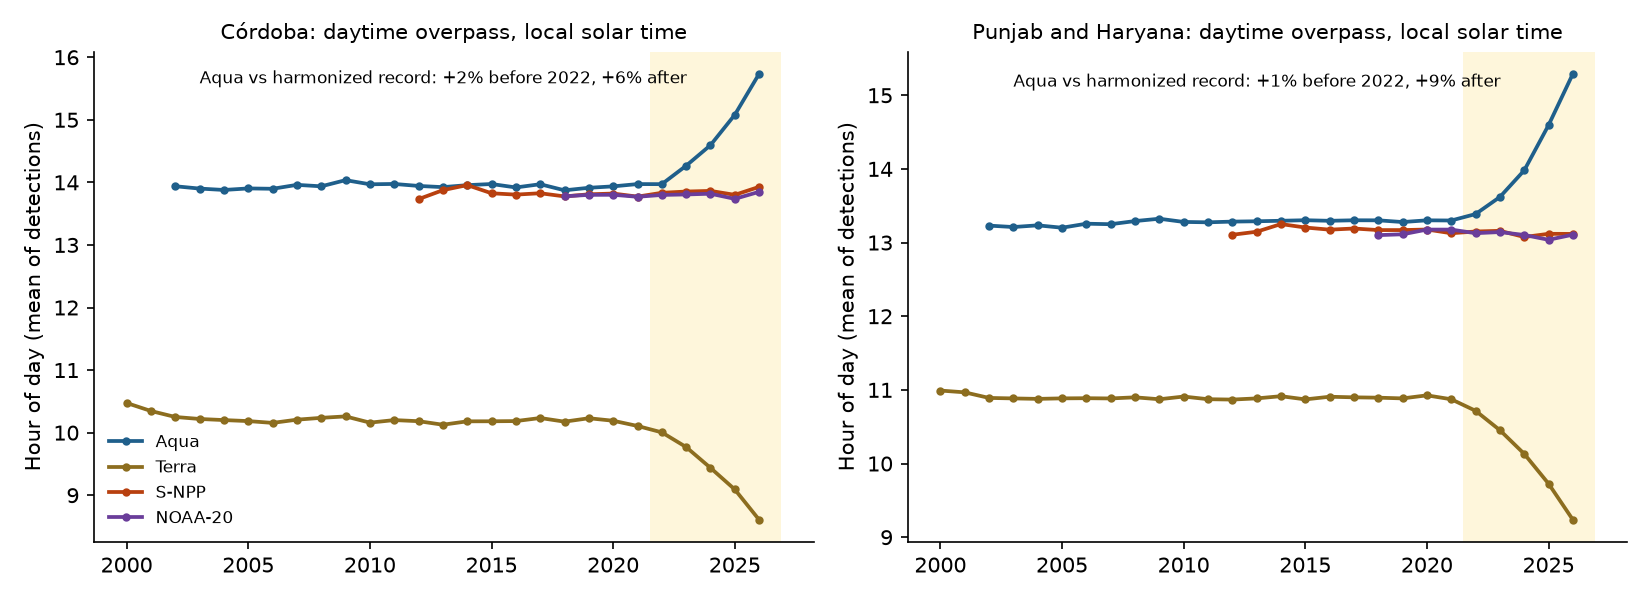 Córdoba: daytime overpass, local solar time
Aqua vs harmonized record: +2% before 2022, +6% after
Hour of day (mean of detections)
16
15
14
13
12
11
10
9
Aqua
Terra
S-NPP
NOAA-20
2000
2005
2010
2015
2020
2025
Punjab and Haryana: daytime overpass, local solar time
Aqua vs harmonized record: +1% before 2022, +9% after
Hour of day (mean of detections)
15
14
13
12
11
10
9
2000
2005
2010
2015
2020
2025